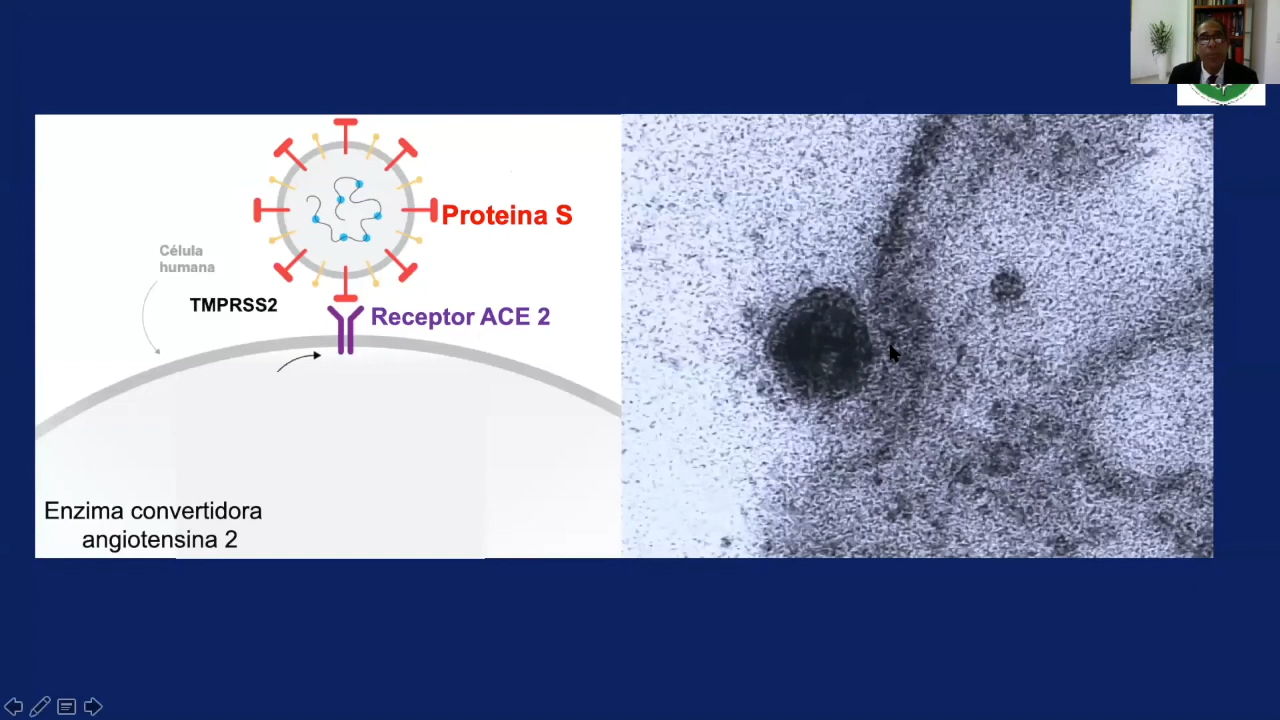 Proteina S
Célula
humana
TMPRSS2
Receptor ACE 2
Enzima convertidora
angiotensina 2